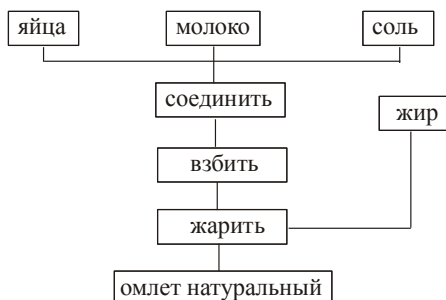 яйца
молоко
соль
соединить
жир
взбить
жарить
омлет натуральный